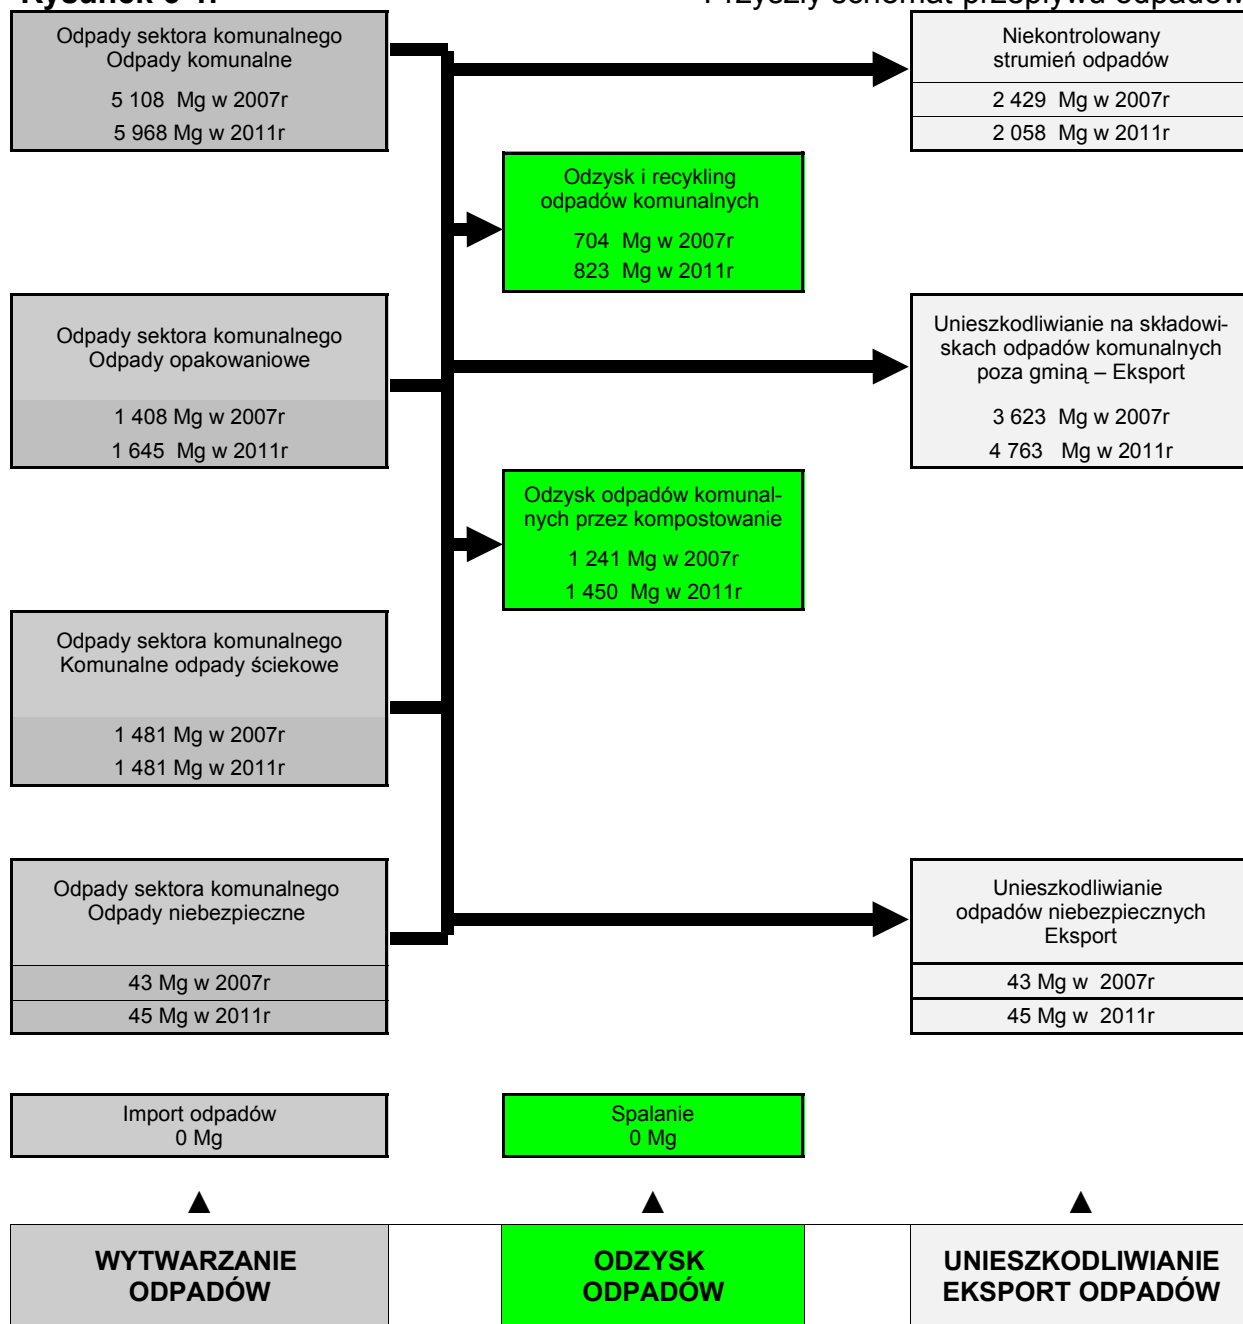 Przyszły schemat przepływu odpadów
Odpady sektora komunalnego
Odpady komunalne
5 108 Mg w 2007r
5 968 Mg w 2011r
Niekontrolowany
strumień odpadów
2 429 Mg w 2007r
2 058 Mg w 2011r
Odzysk i recykling
odpadów komunalnych
704 Mg w 2007r
823 Mg w 2011r
Odpady sektora komunalnego
Odpady opakowaniowe
1 408 Mg w 2007r
1 645 Mg w 2011r
Unieszkodliwianie na składowi-
skach odpadów komunalnych
poza gminą – Eksport
3 623 Mg w 2007r
4 763 Mg w 2011r
Odzysk odpadów komunal-
nych przez kompostowanie
1 241 Mg w 2007r
1 450 Mg w 2011r
Odpady sektora komunalnego
Komunalne odpady ściekowe
1 481 Mg w 2007r
1 481 Mg w 2011r
Odpady sektora komunalnego
Odpady niebezpieczne
43 Mg w 2007r
45 Mg w 2011r
Unieszkodliwianie
odpadów niebezpiecznych
Eksport
43 Mg w 2007r
45 Mg w 2011r
Import odpadów
0 Mg
Spalanie
0 Mg
WYTWARZANIE
ODPADÓW
ODZYSK
ODPADÓW
UNIESZKODLIWIANIE
EKSPORT ODPADÓW